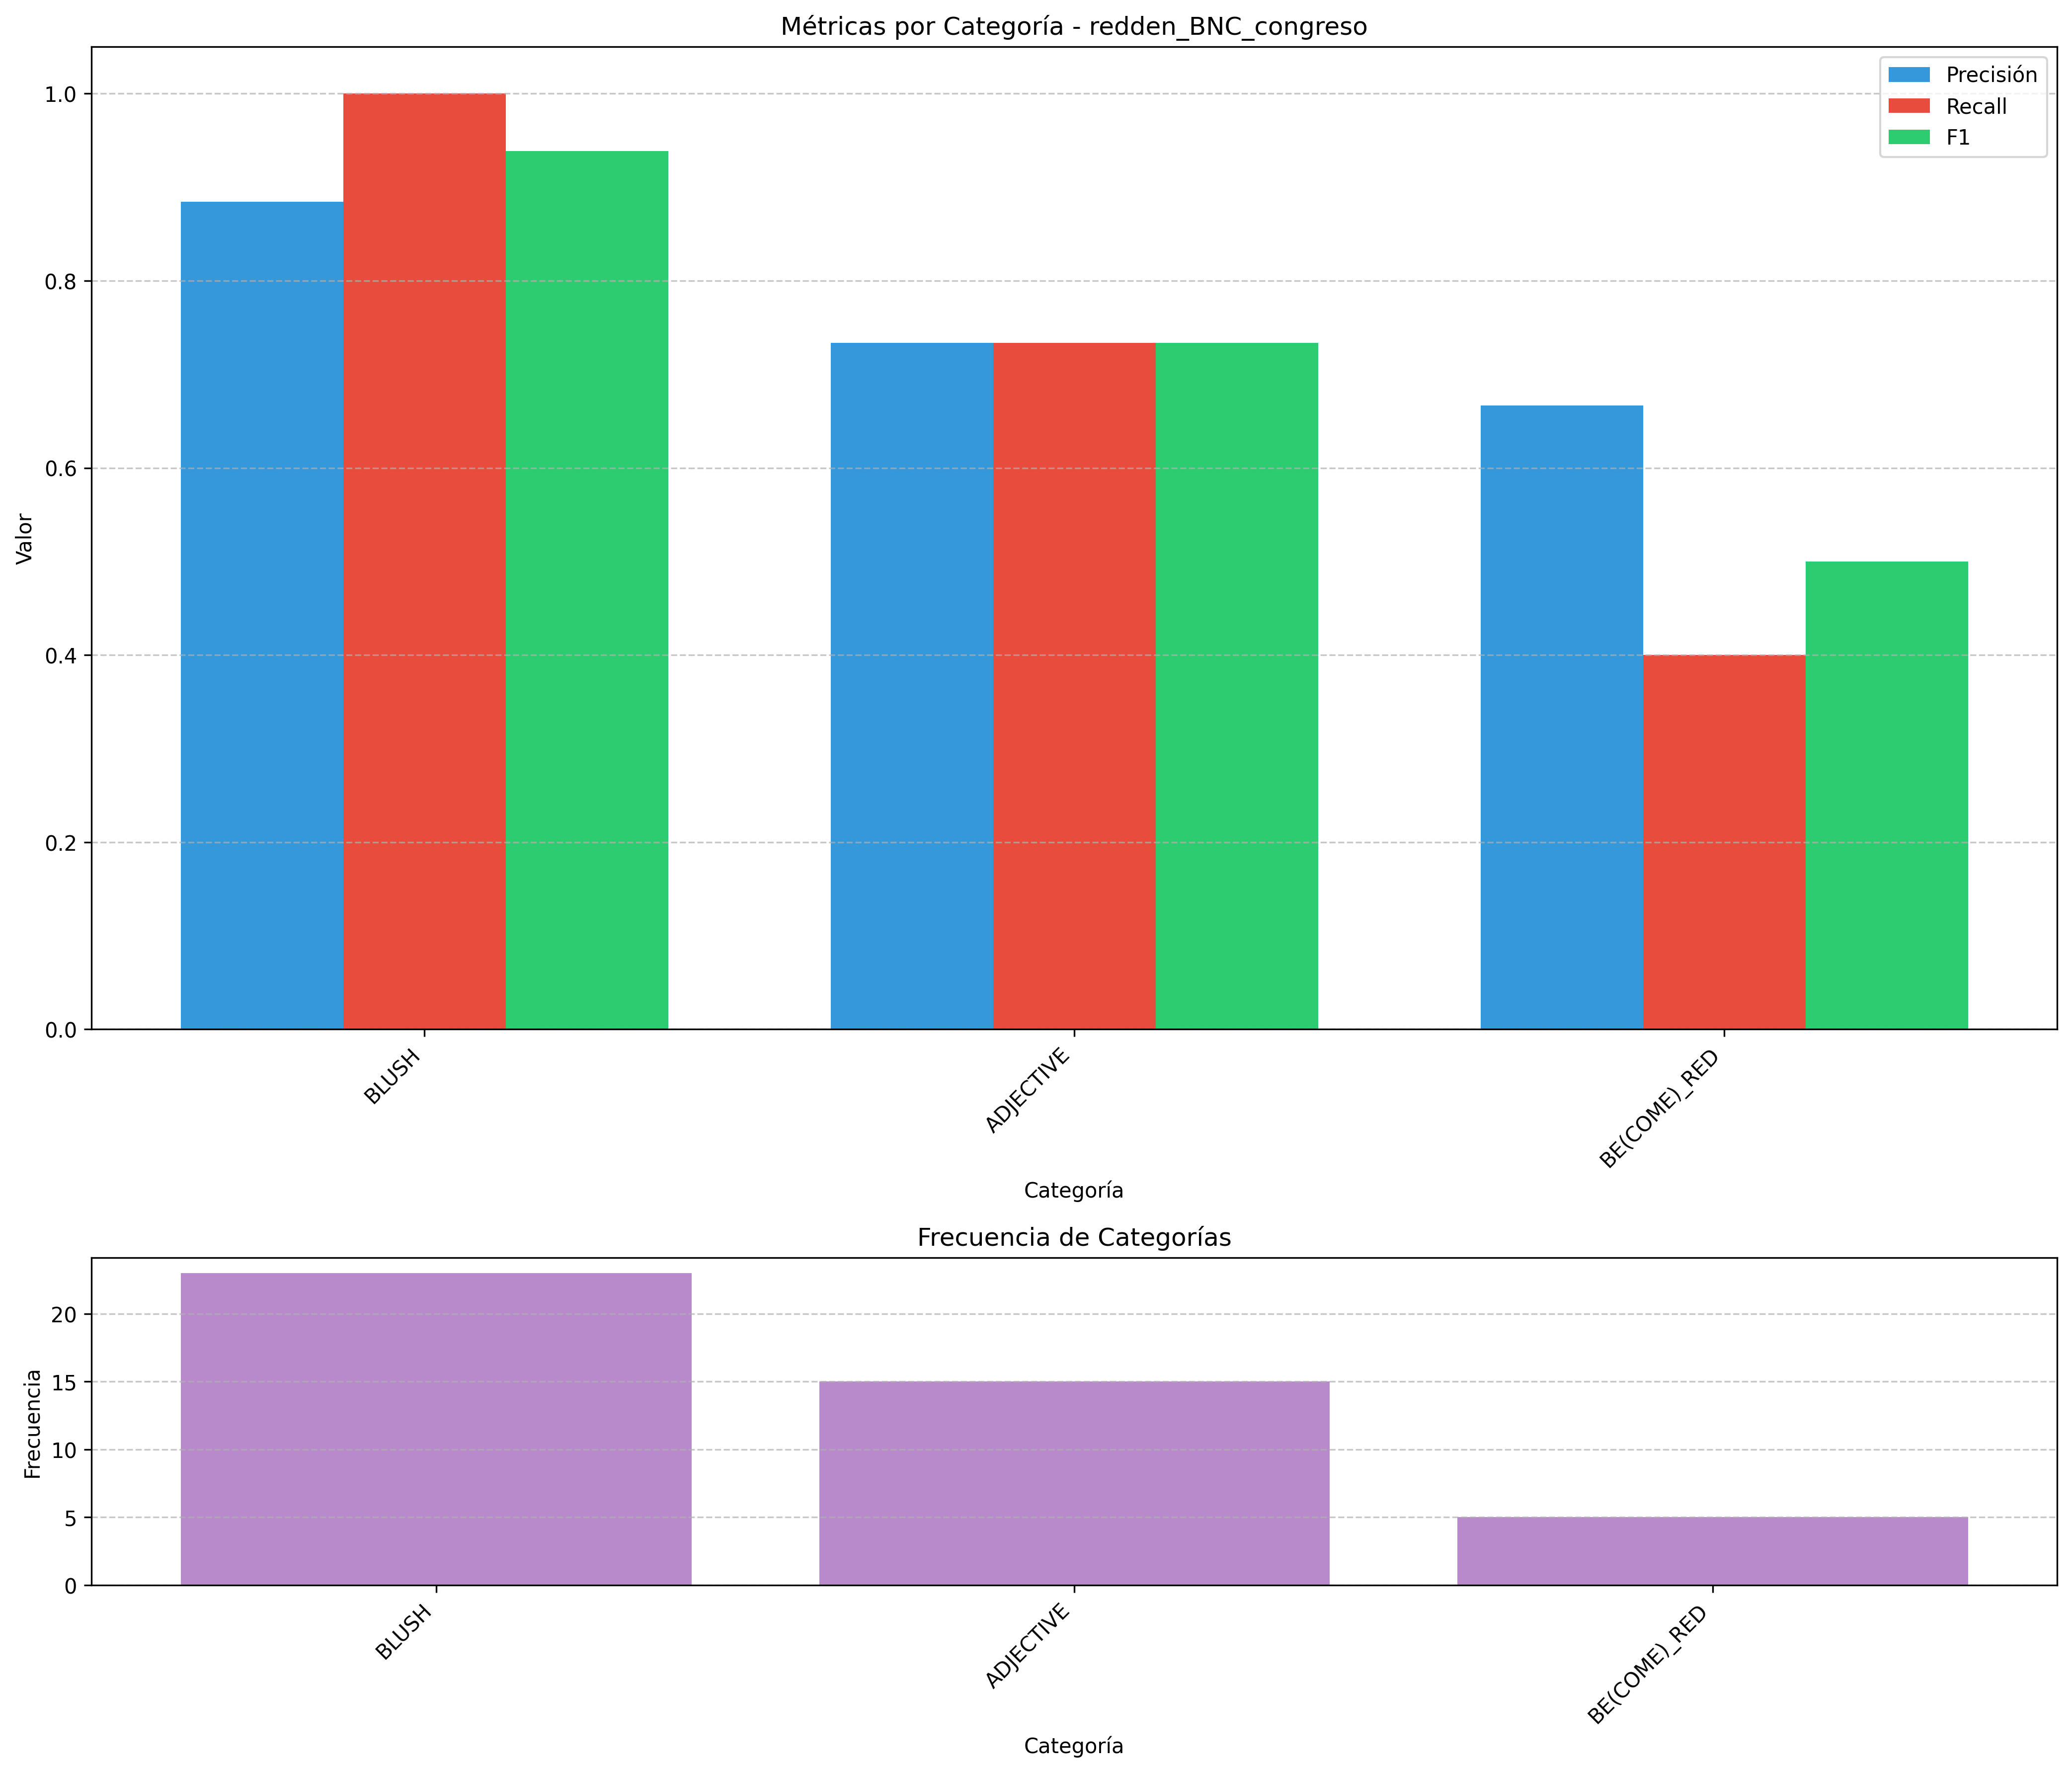 Métricas por Categoría - redden_BNC_congreso
Precisión
Recall
F1
Valor
1.0
0.8
0.6
0.4
0.2
0.0
BLUSH
ADJECTIVE
BE(COME)_RED
Categoría
Frecuencia de Categorías
Frecuencia
20
15
10
5
0
BLUSH
ADJECTIVE
BE(COME)_RED
Categoría